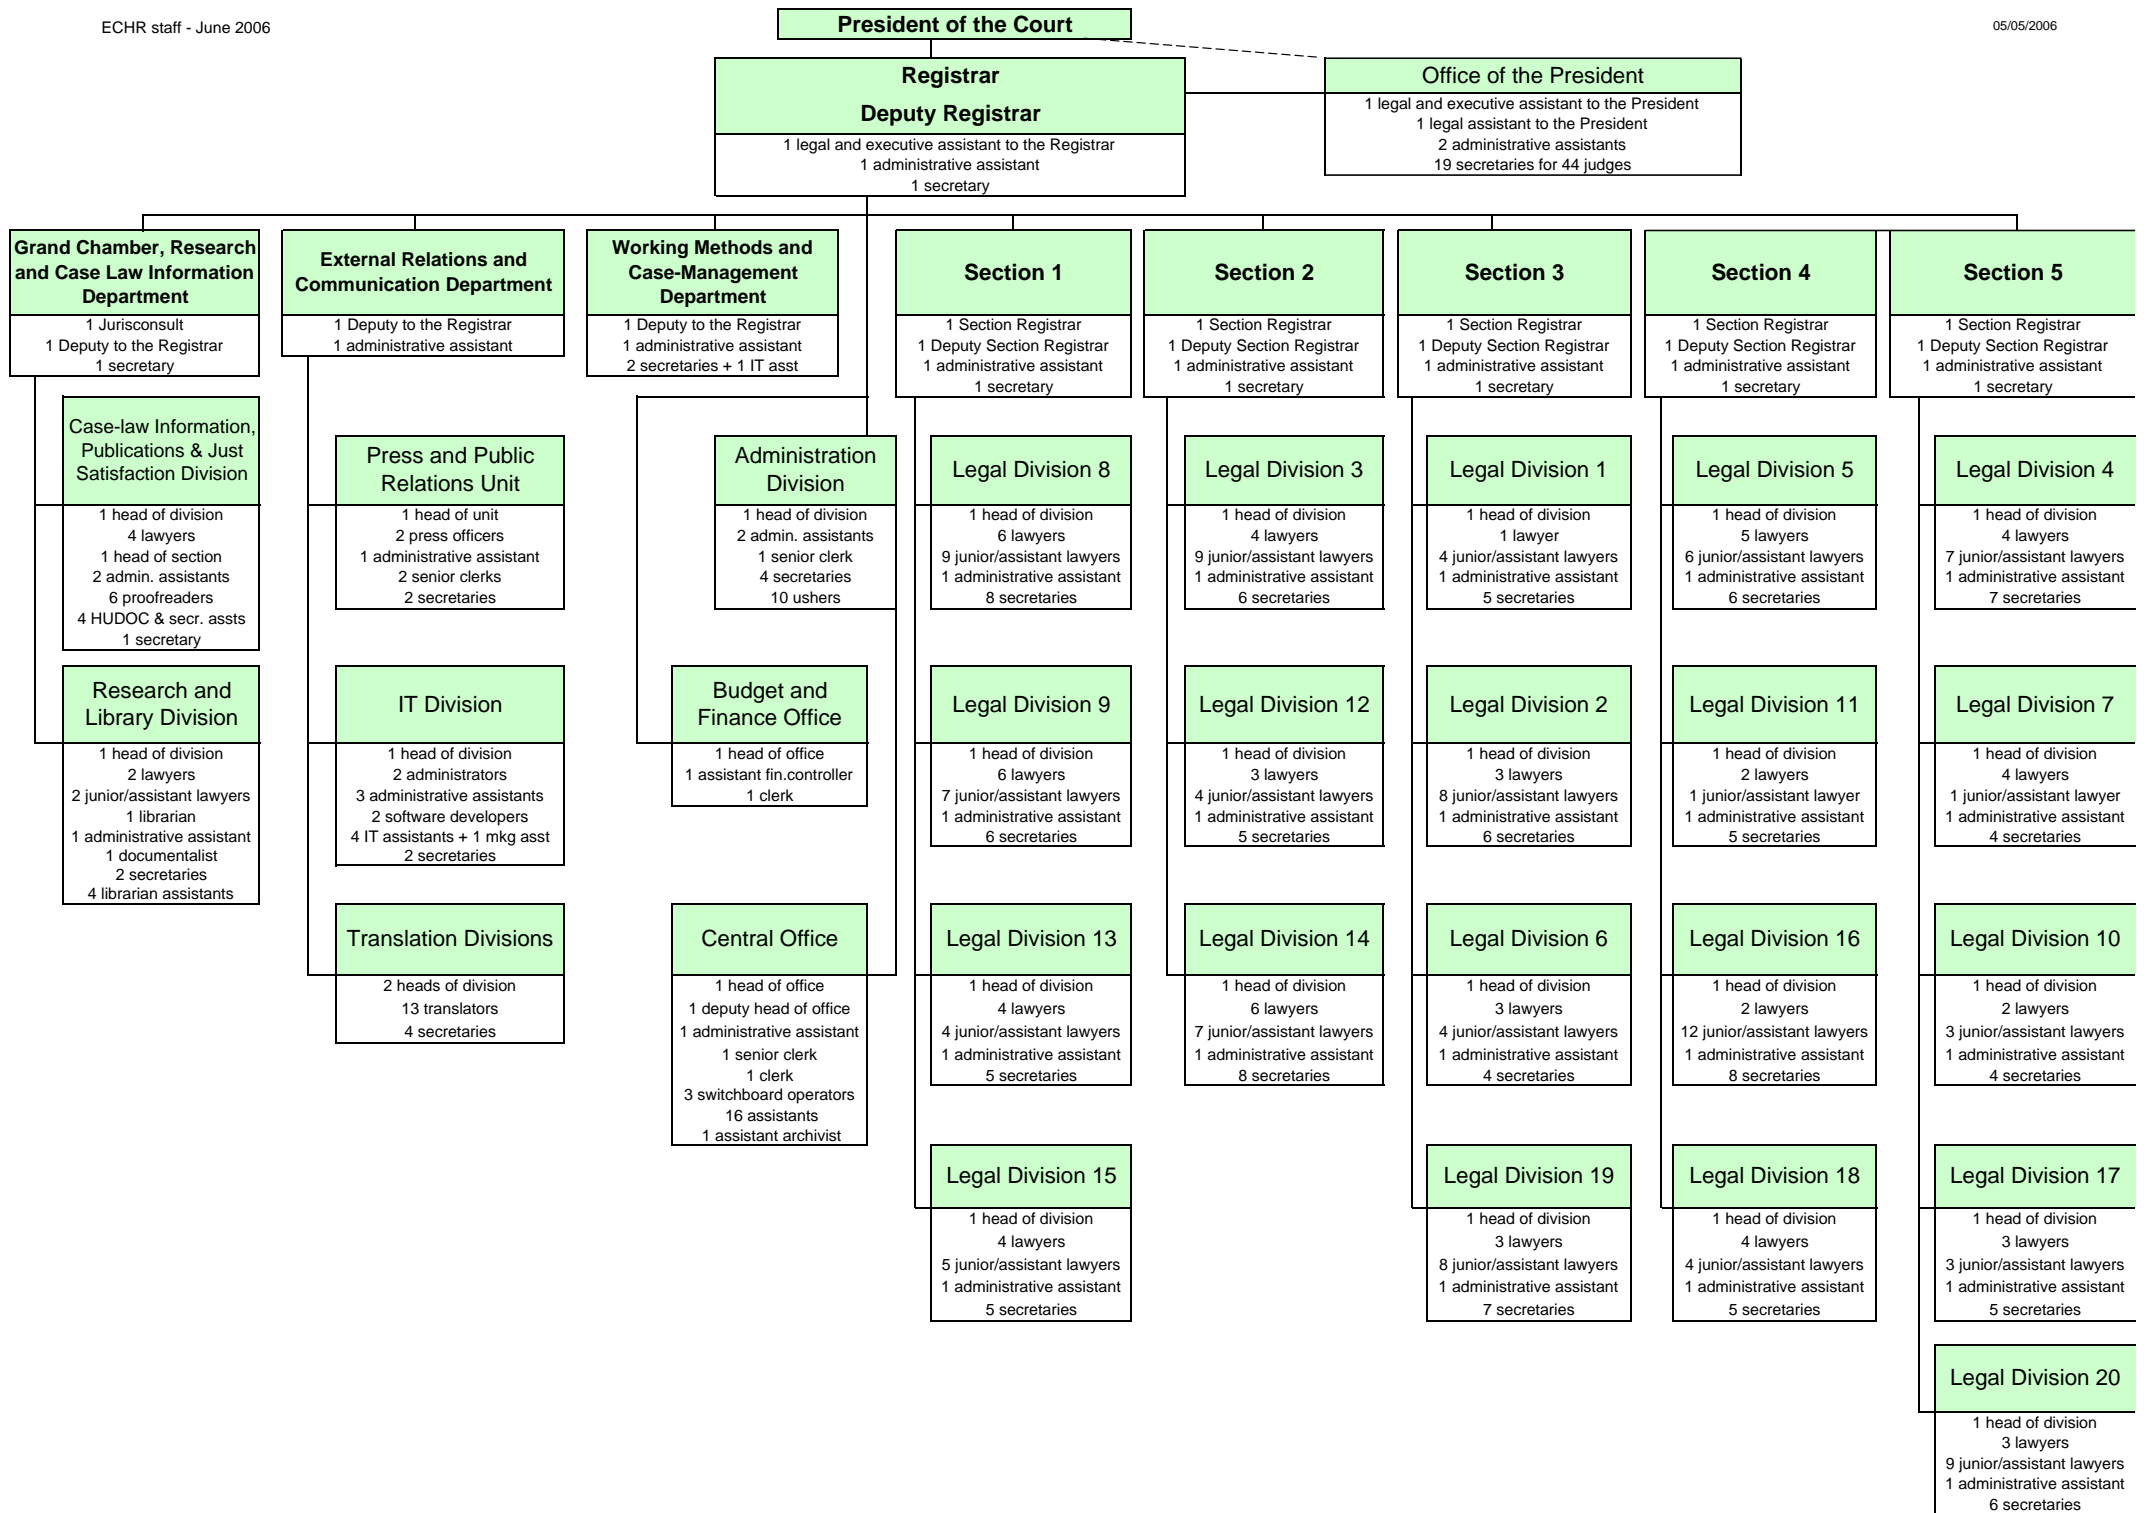 ECHR staff - June 2006
05/05/2006
President of the Court
Registrar
Deputy Registrar
1 legal and executive assistant to the Registrar
1 administrative assistant
1 secretary
Office of the President
1 legal and executive assistant to the President
1 legal assistant to the President
2 administrative assistants
19 secretaries for 44 judges
Grand Chamber, Research
and Case Law Information
Department
1 Jurisconsult
1 Deputy to the Registrar
1 secretary
Case-law Information,
Publications & Just
Satisfaction Division
1 head of division
4 lawyers
1 head of section
2 admin. assistants
6 proofreaders
4 HUDOC & secr. assts
1 secretary
Research and
Library Division
1 head of division
2 lawyers
2 junior/assistant lawyers
1 librarian
1 administrative assistant
1 documentalist
2 secretaries
4 librarian assistants
External Relations and
Communication Department
1 Deputy to the Registrar
1 administrative assistant
Press and Public
Relations Unit
1 head of unit
2 press officers
1 administrative assistant
2 senior clerks
2 secretaries
IT Division
1 head of division
2 administrators
3 administrative assistants
2 software developers
4 IT assistants + 1 mkg asst
2 secretaries
Translation Divisions
2 heads of division
13 translators
4 secretaries
Working Methods and
Case-Management
Department
1 Deputy to the Registrar
1 administrative assistant
2 secretaries + 1 IT asst
Administration
Division
1 head of division
2 admin. assistants
1 senior clerk
4 secretaries
10 ushers
Budget and
Finance Office
1 head of office
1 assistant fin.controller
1 clerk
Central Office
1 head of office
1 deputy head of office
1 administrative assistant
1 senior clerk
1 clerk
3 switchboard operators
16 assistants
1 assistant archivist
Section 1
1 Section Registrar
1 Deputy Section Registrar
1 administrative assistant
1 secretary
Legal Division 8
1 head of division
6 lawyers
9 junior/assistant lawyers
1 administrative assistant
8 secretaries
Legal Division 9
1 head of division
6 lawyers
7 junior/assistant lawyers
1 administrative assistant
6 secretaries
Legal Division 13
1 head of division
4 lawyers
4 junior/assistant lawyers
1 administrative assistant
5 secretaries
Legal Division 15
1 head of division
4 lawyers
5 junior/assistant lawyers
1 administrative assistant
5 secretaries
Section 2
1 Section Registrar
1 Deputy Section Registrar
1 administrative assistant
1 secretary
Legal Division 3
1 head of division
4 lawyers
9 junior/assistant lawyers
1 administrative assistant
6 secretaries
Legal Division 12
1 head of division
3 lawyers
4 junior/assistant lawyers
1 administrative assistant
5 secretaries
Legal Division 14
1 head of division
6 lawyers
7 junior/assistant lawyers
1 administrative assistant
8 secretaries
Section 3
1 Section Registrar
1 Deputy Section Registrar
1 administrative assistant
1 secretary
Legal Division 1
1 head of division
1 lawyer
4 junior/assistant lawyers
1 administrative assistant
5 secretaries
Legal Division 2
1 head of division
3 lawyers
8 junior/assistant lawyers
1 administrative assistant
6 secretaries
Legal Division 6
1 head of division
3 lawyers
4 junior/assistant lawyers
1 administrative assistant
4 secretaries
Legal Division 19
1 head of division
3 lawyers
8 junior/assistant lawyers
1 administrative assistant
7 secretaries
Section 4
1 Section Registrar
1 Deputy Section Registrar
1 administrative assistant
1 secretary
Legal Division 5
1 head of division
5 lawyers
6 junior/assistant lawyers
1 administrative assistant
6 secretaries
Legal Division 11
1 head of division
2 lawyers
1 junior/assistant lawyer
1 administrative assistant
5 secretaries
Legal Division 16
1 head of division
2 lawyers
12 junior/assistant lawyers
1 administrative assistant
8 secretaries
Legal Division 18
1 head of division
4 lawyers
4 junior/assistant lawyers
1 administrative assistant
5 secretaries
Section 5
1 Section Registrar
1 Deputy Section Registrar
1 administrative assistant
1 secretary
Legal Division 4
1 head of division
4 lawyers
7 junior/assistant lawyers
1 administrative assistant
7 secretaries
Legal Division 7
1 head of division
4 lawyers
1 junior/assistant lawyer
1 administrative assistant
4 secretaries
Legal Division 10
1 head of division
2 lawyers
3 junior/assistant lawyers
1 administrative assistant
4 secretaries
Legal Division 17
1 head of division
3 lawyers
3 junior/assistant lawyers
1 administrative assistant
5 secretaries
Legal Division 20
1 head of division
3 lawyers
9 junior/assistant lawyers
1 administrative assistant
6 secretaries